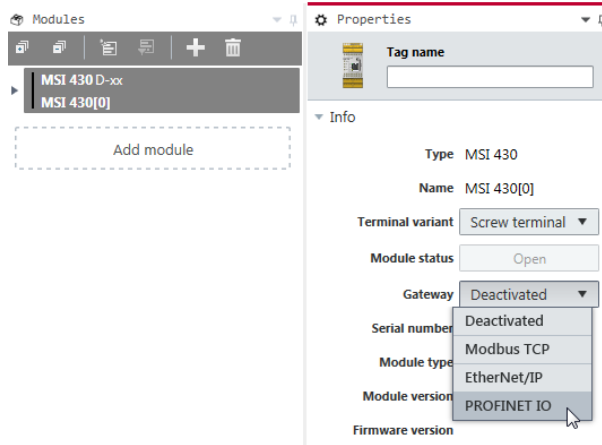 Modules
MSI 430 D-xx
MSI 430[0]
Add module
Properties
Tag name
Info
Type MSI 430
Name MSI 430[0]
Terminal variant Screw terminal
Module status Open
Gateway Deactivated
Deactivated
Modbus TCP
EtherNet/IP
PROFINET IO
Serial number
Module type
Module version
Firmware version